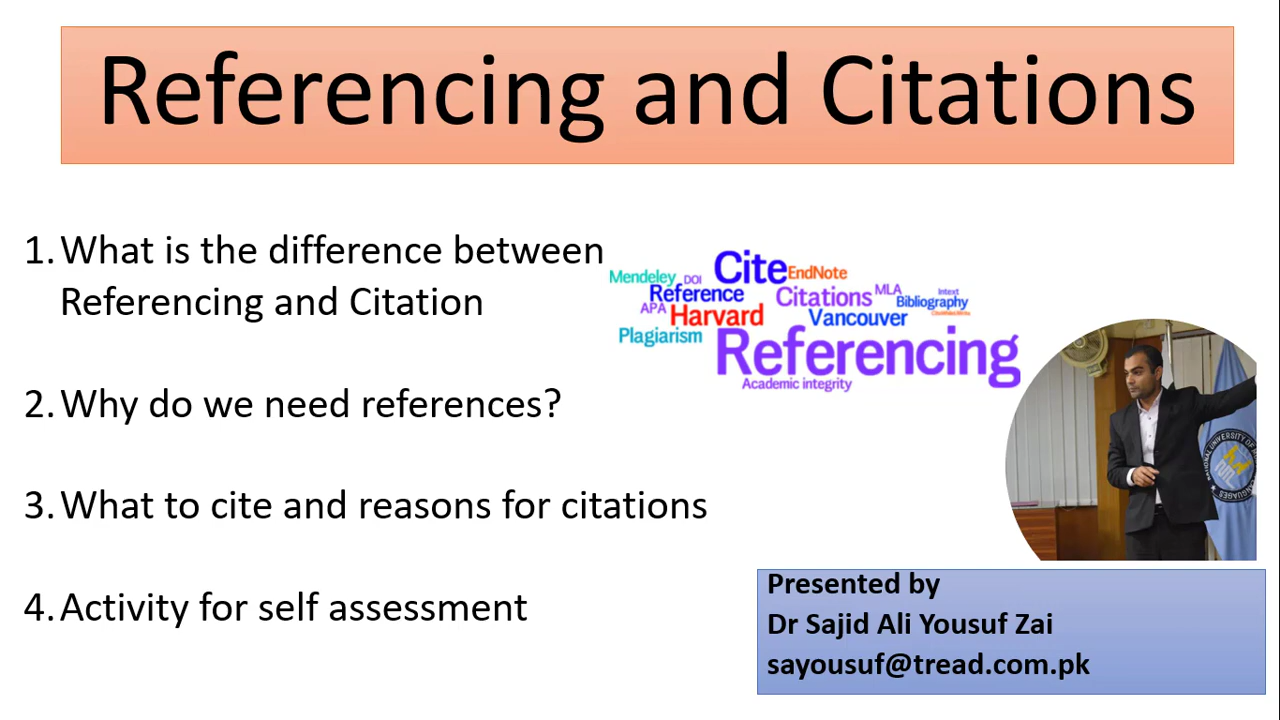 Referencing and Citations
1. What is the difference between
Referencing and Citation
2. Why do we need references?
3. What to cite and reasons for citations
4. Activity for self assessment
Cite
EndNote
Mendeley
DOI
Reference
Citations
MLA
Intext
Bibliography
APA
Harvard
Vancouver
Plagiarism
Referencing
Academic integrity
Presented by
Dr Sajid Ali Yousuf Zai
sayousuf@tread.com.pk